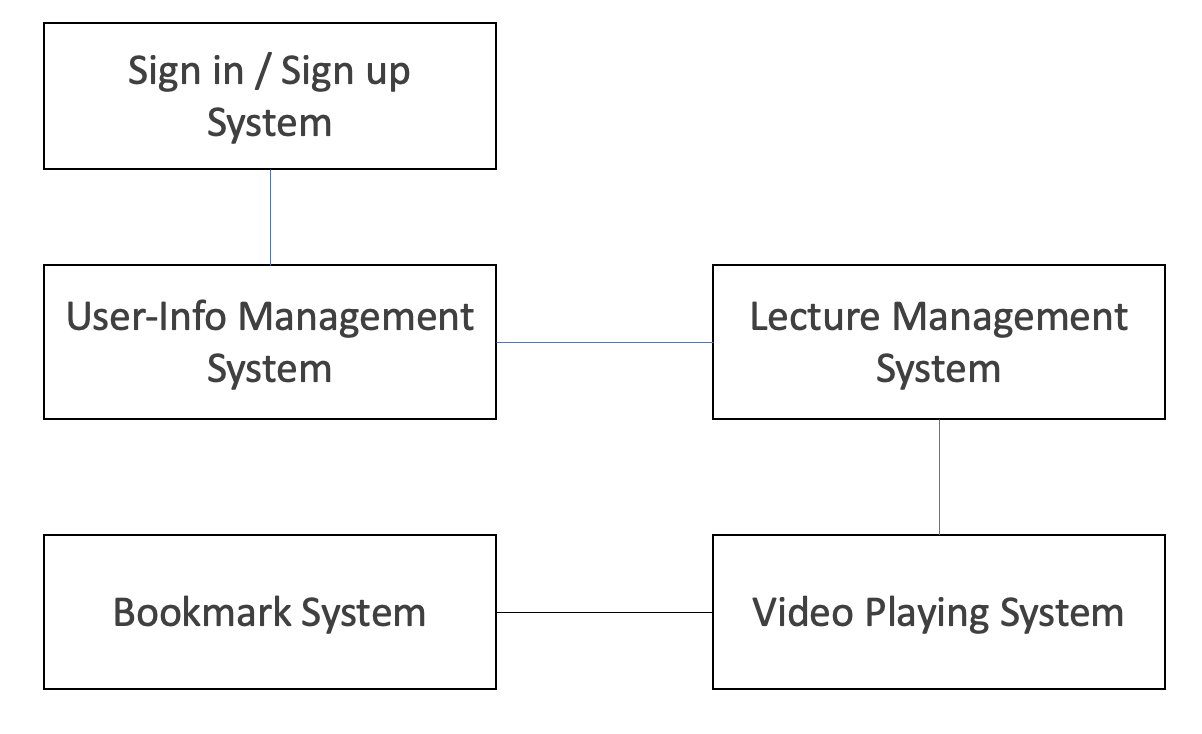 Sign in / Sign up
System
User-Info Management
System
Lecture Management
System
Bookmark System
Video Playing System